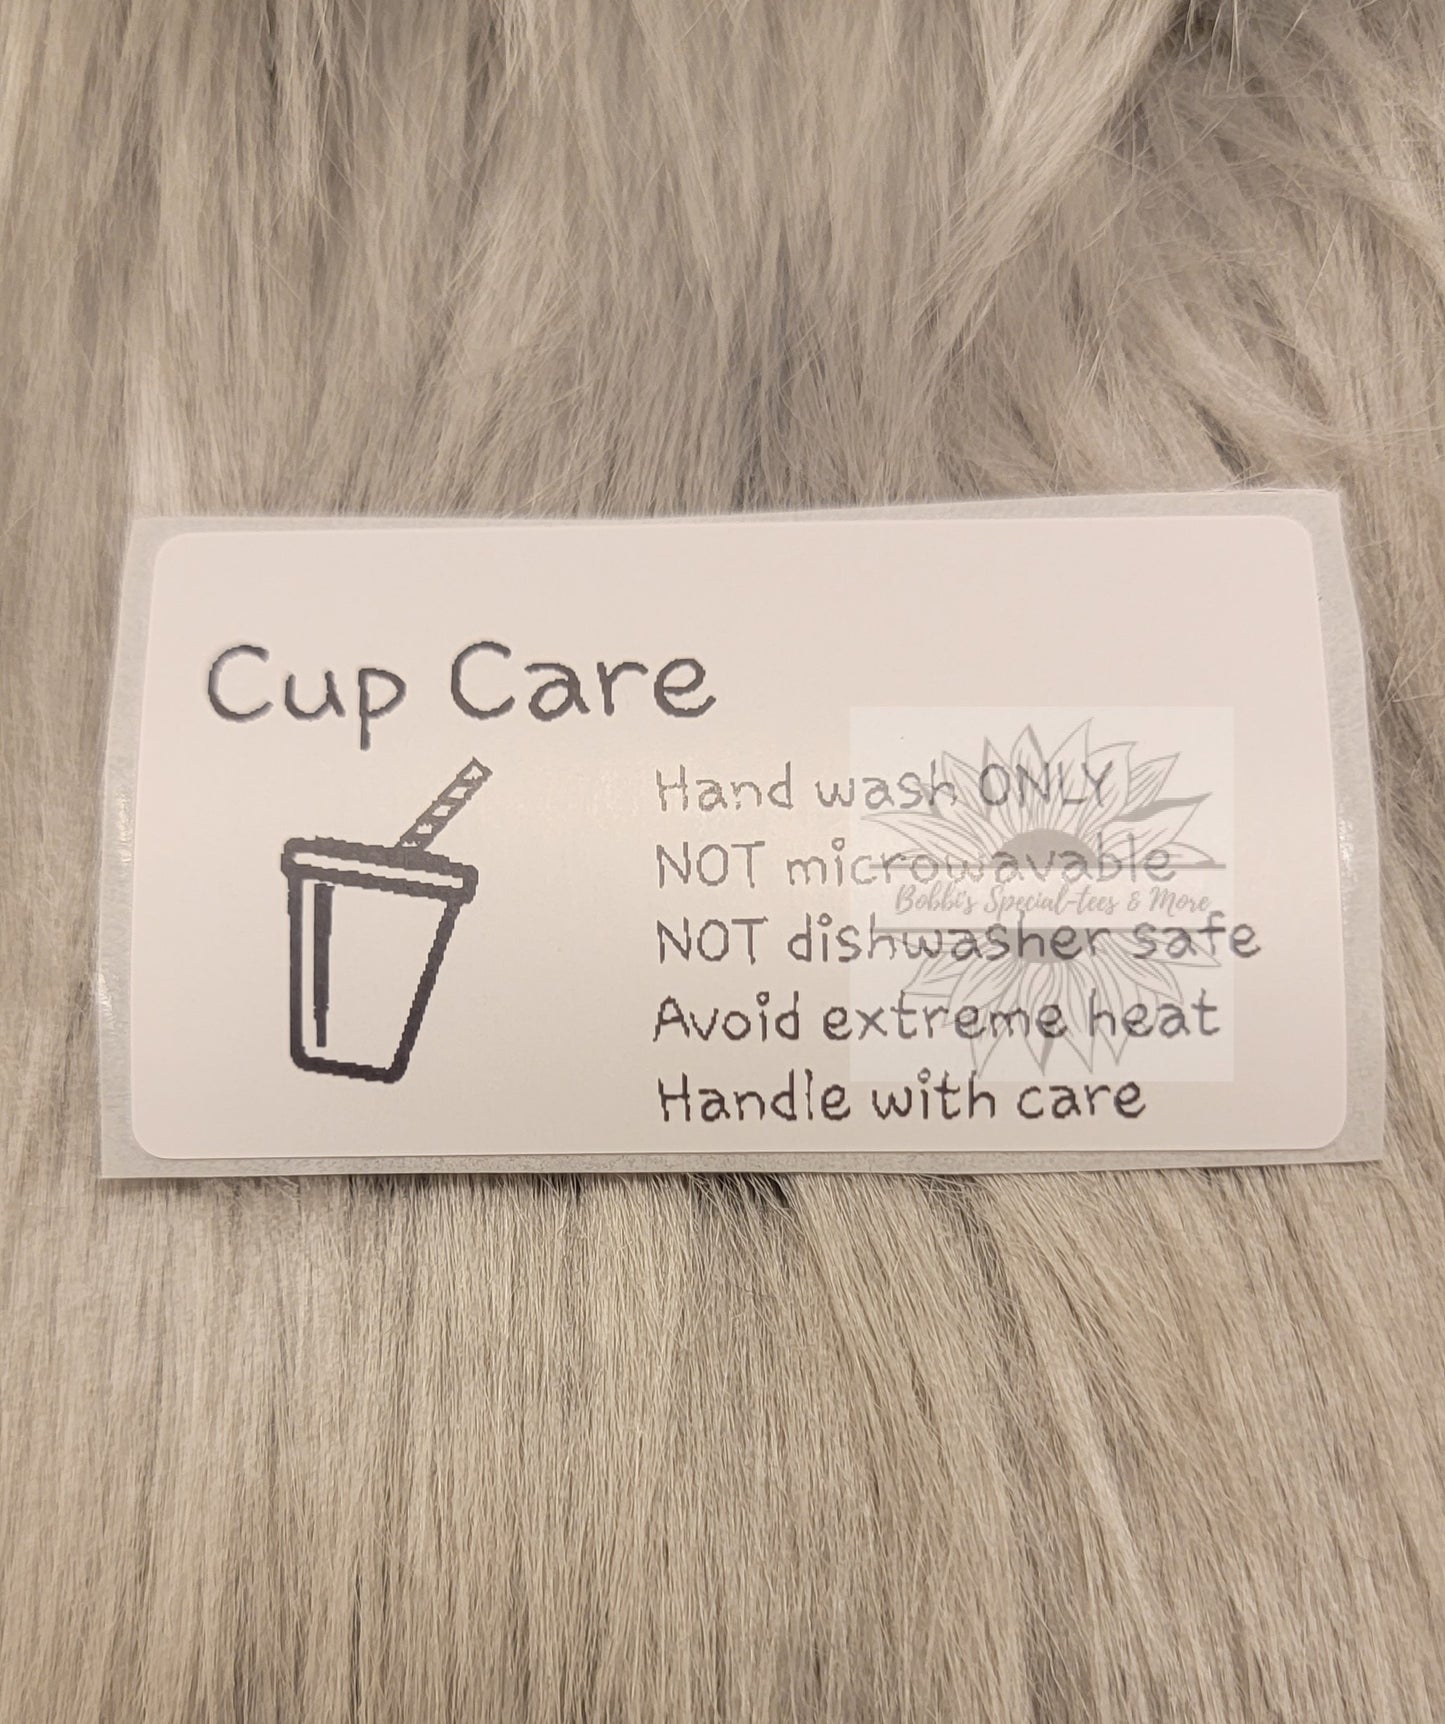 Cup Care
Hand wash ONLY
NOT microwavable
Bobbi's Special-tees & More
NOT dishwasher safe
Avoid extreme heat
Handle with care